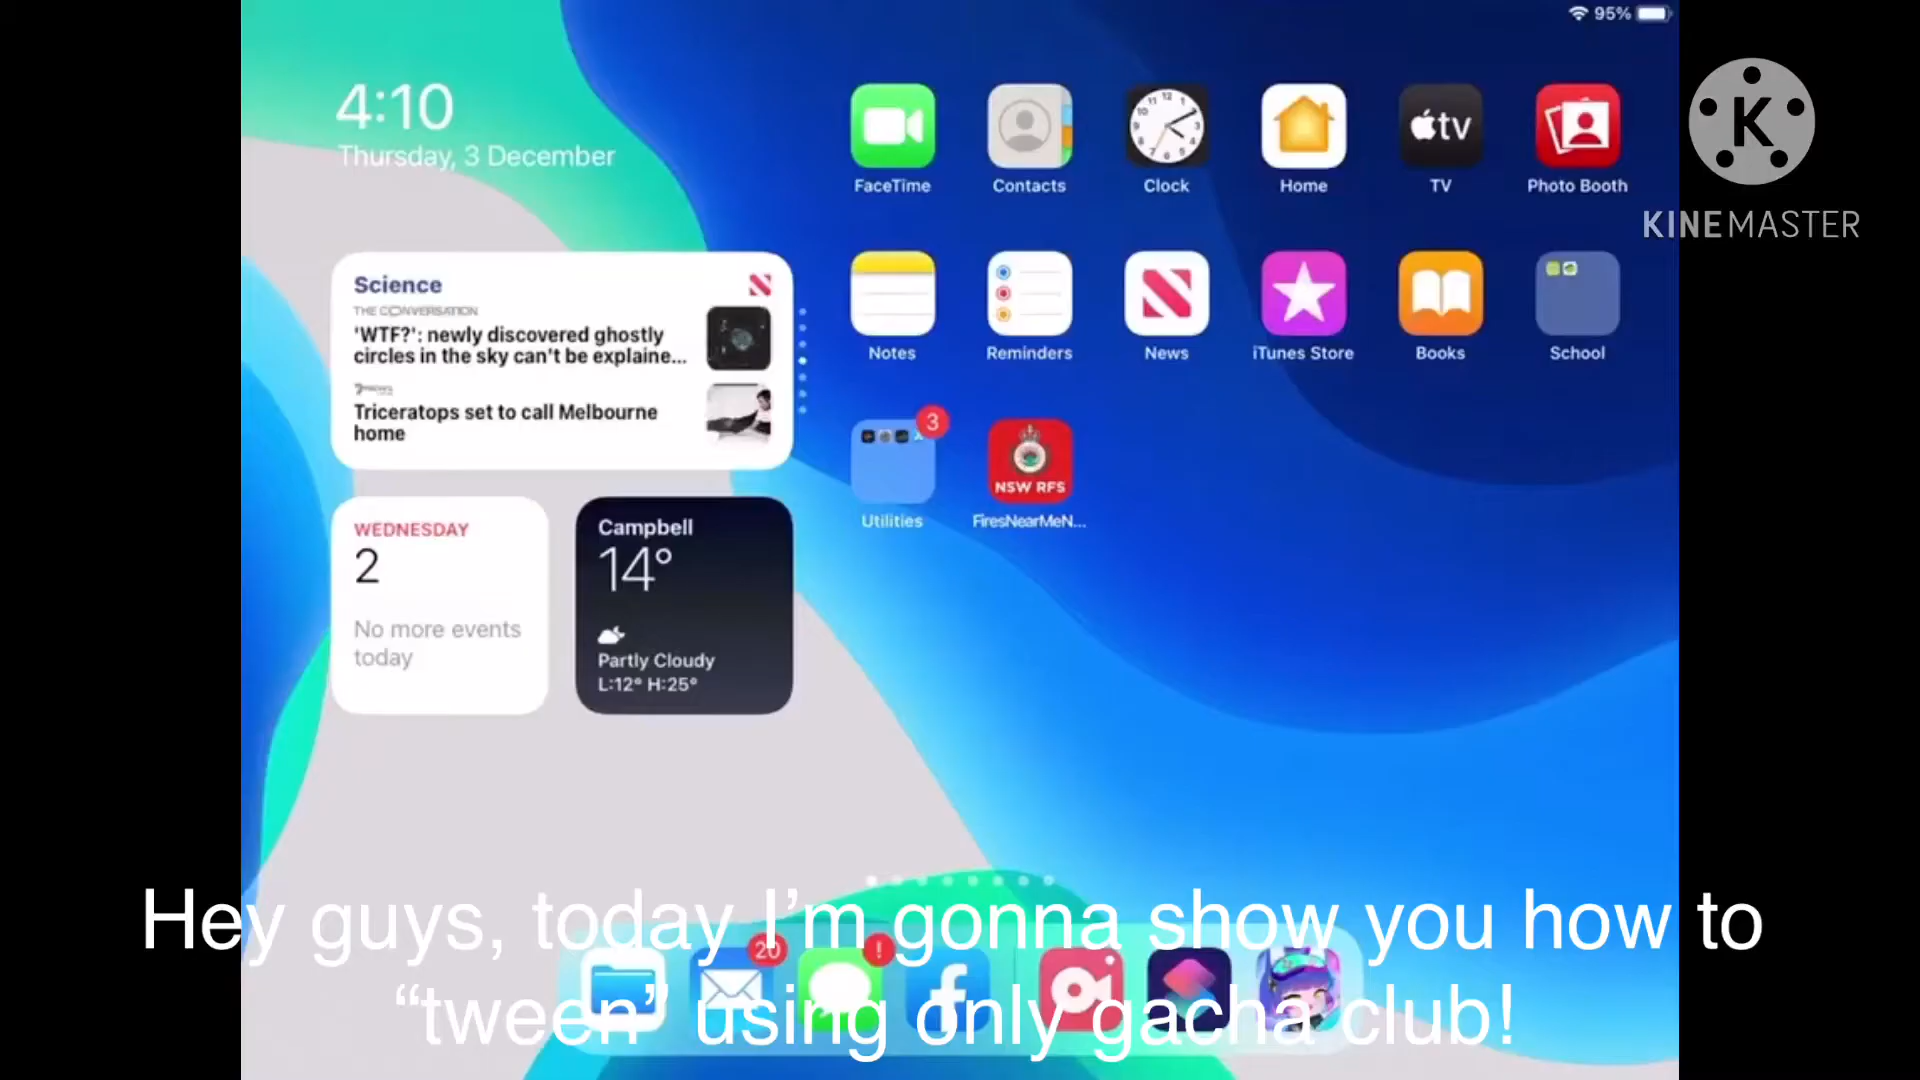 95%
4:10
Thursday, 3 December
FaceTime
Contacts
Clock
tv
Home
TV
Photo Booth
K
KINEMASTER
Science
THE CONVERSATION
'WTF?': newly discovered ghostly
circles in the sky can't be explaine...
Triceratops set to call Melbourne
home
Notes
Reminders
News
iTunes Store
Books
School
3
NSW RFS
Utilities
FiresNearMeN...
WEDNESDAY
2
No more events
today
Campbell
14°
Partly Cloudy
L:12° H:25°
Hey guys, today I'm gonna show you how to
“tween” using only gacha club!
20
!